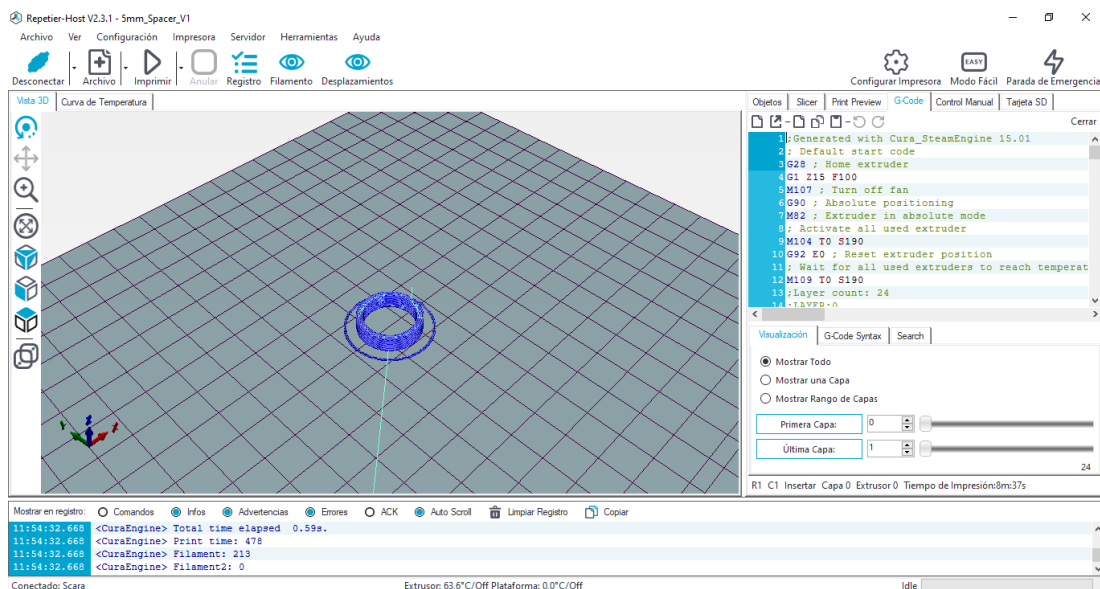 Repetier-Host V2.3.1 - 5mm_Spacer_V1
Archivo Ver Configuración Impresora Servidor Herramientas Ayuda
Desconectar Archivo Imprimir Anular Registro Filamento Desplazamientos Configurar Impresora EASY Modo Fácil Parada de Emergencia
Vista 3D Curva de Temperatura
Objetos Slicer Print Preview G-Code Control Manual Tarjeta SD
Cerrar
1 ;Generated with Cura_SteamEngine 15.01
2 ; Default start code
3 G28 ; Home extruder
4 G1 Z15 F100
5 M107 ; Turn off fan
6 G90 ; Absolute positioning
7 M82 ; Extruder in absolute mode
8 ; Activate all used extruder
9 M104 T0 S190
10 G92 E0 ; Reset extruder position
11 ; Wait for all used extruders to reach temperat
12 M109 T0 S190
13 ;Layer count: 24
14 ;LAYER:0
Visualización G-Code Syntax Search
Mostrar Todo
Mostrar una Capa
Mostrar Rango de Capas
Primera Capa: 0
Última Capa: 1
24
R1 C1 Insertar Capa 0 Extrusor 0 Tiempo de Impresión:8m:37s
Mostrar en registro: Comandos Infos Advertencias Errores ACK Auto Scroll Limpiar Registro Copiar
11:54:32.668 <CuraEngine> Total time elapsed 0.59s.
11:54:32.668 <CuraEngine> Print time: 478
11:54:32.668 <CuraEngine> Filament: 213
11:54:32.668 <CuraEngine> Filament2: 0
Conectado: Scara Extrusor: 63.6°C/Off Plataforma: 0.0°C/Off Idle